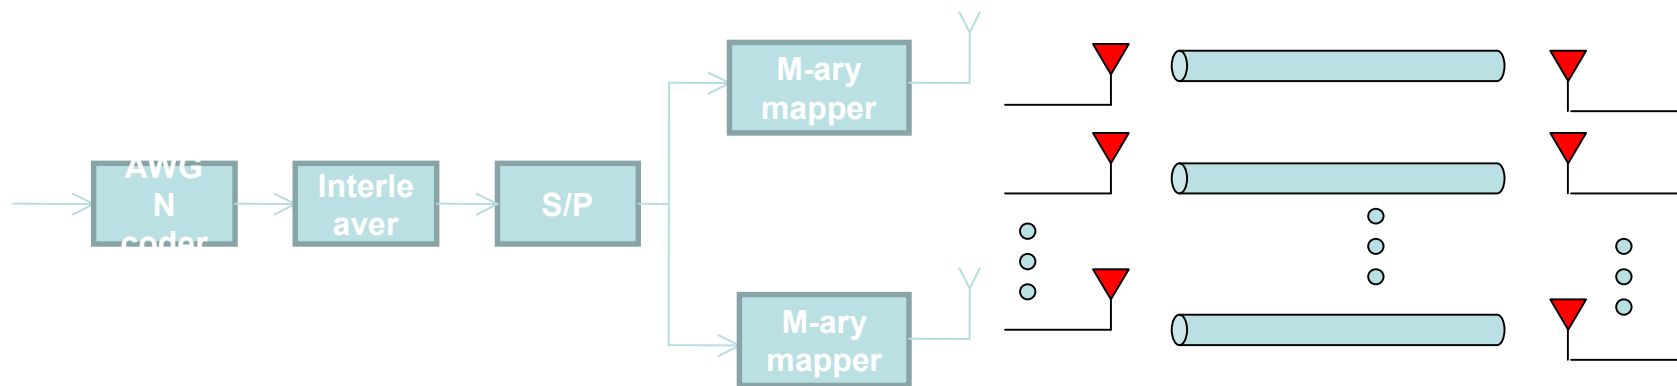 AWG
N
coder
Interle
aver
S/P
M-ary
mapper
M-ary
mapper